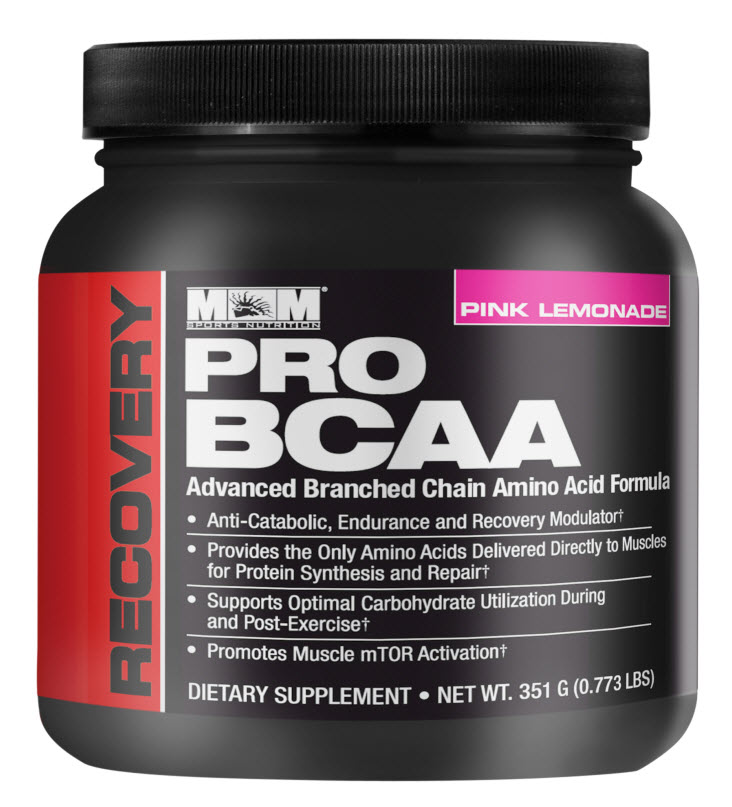 RECOVERY
M M®
SPORTS NUTRITION
PINK LEMONADE
PRO
BCAA
Advanced Branched Chain Amino Acid Formula
• Anti-Catabolic, Endurance and Recovery Modulator†
• Provides the Only Amino Acids Delivered Directly to Muscles
for Protein Synthesis and Repair†
• Supports Optimal Carbohydrate Utilization During
and Post-Exercise†
• Promotes Muscle mTOR Activation†
DIETARY SUPPLEMENT • NET WT. 351 G (0.773 LBS)